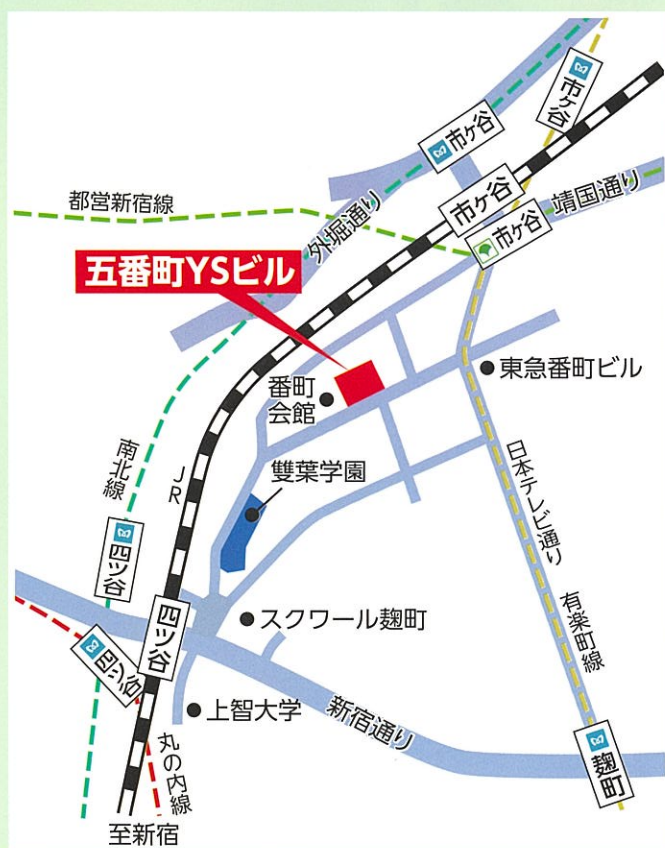 市ヶ谷
市ヶ谷
市ヶ谷
市ヶ谷
靖国通り
都営新宿線
外堀通り
五番町YSビル
東急番町ビル
番町
会館
雙葉学園
南北線
JR
日本テレビ通り
四ツ谷
四ツ谷
四ツ谷
スクワール麹町
有楽町線
上智大学
新宿通り
丸の内線
麹町
至新宿